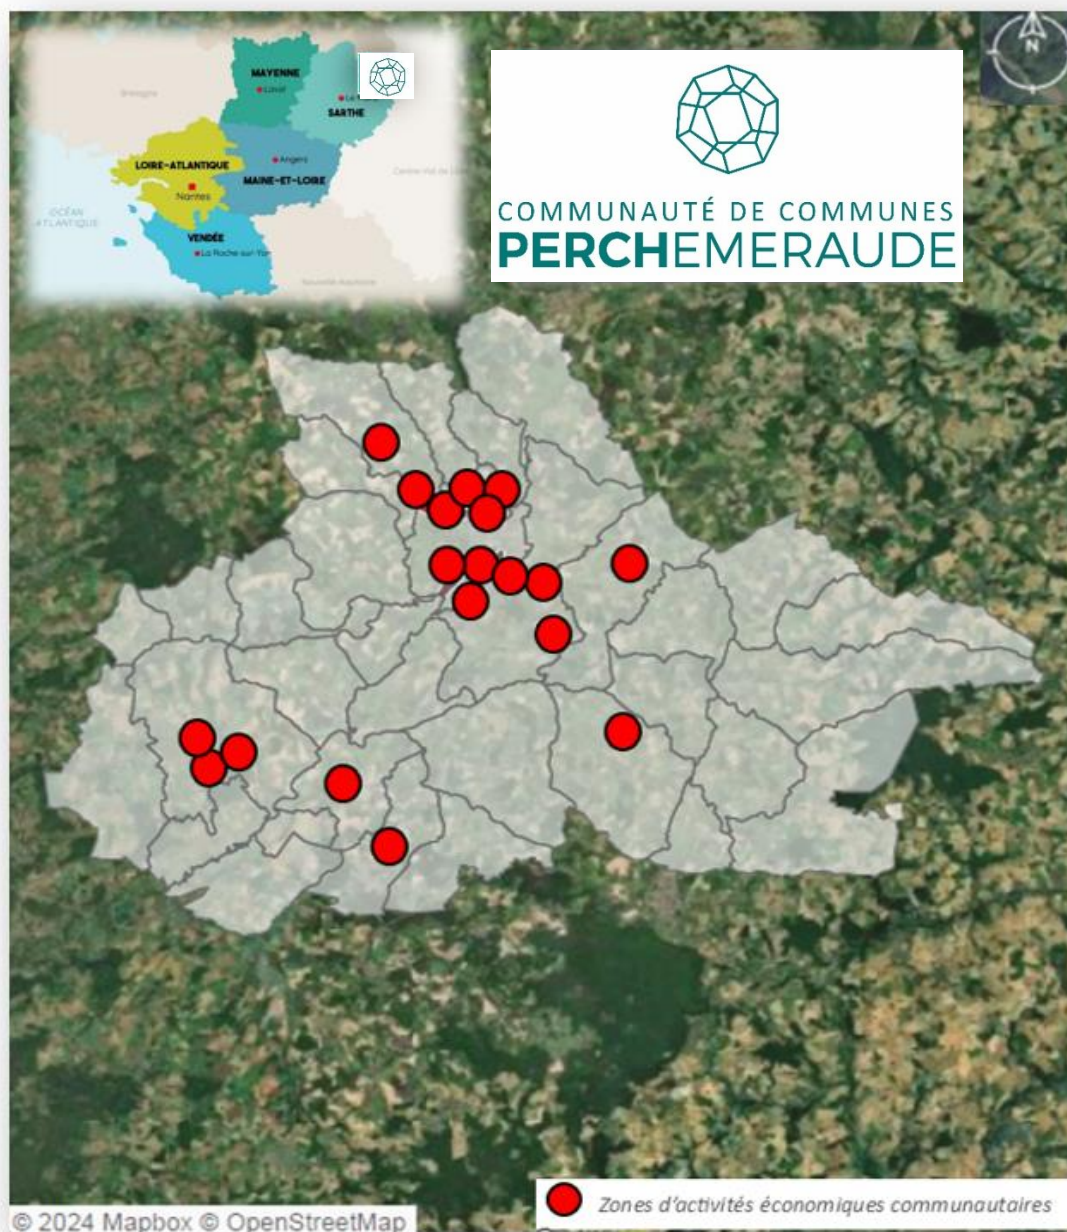 Bretagne
MAYENNE
Laval
SARTHE
LOIRE-ATLANTIQUE
Angers
MAINE-ET-LOIRE
Nantes
OCÉAN
ATLANTIQUE
VENDÉE
La Roche-sur-Yon
N
COMMUNAUTÉ DE COMMUNES
PERCHEMERAUDE
Zones d'activités économiques communautaires
© 2024 Mapbox © OpenStreetMap